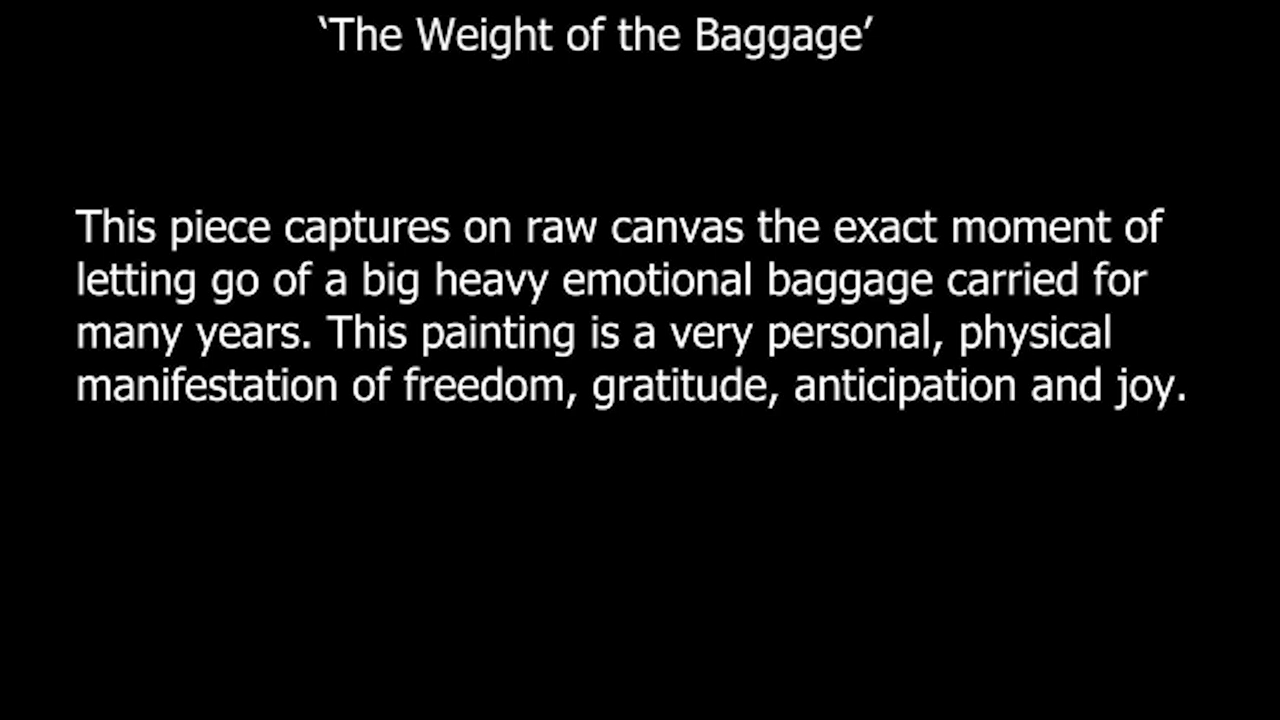 ‘The Weight of the Baggage’
This piece captures on raw canvas the exact moment of
letting go of a big heavy emotional baggage carried for
many years. This painting is a very personal, physical
manifestation of freedom, gratitude, anticipation and joy.